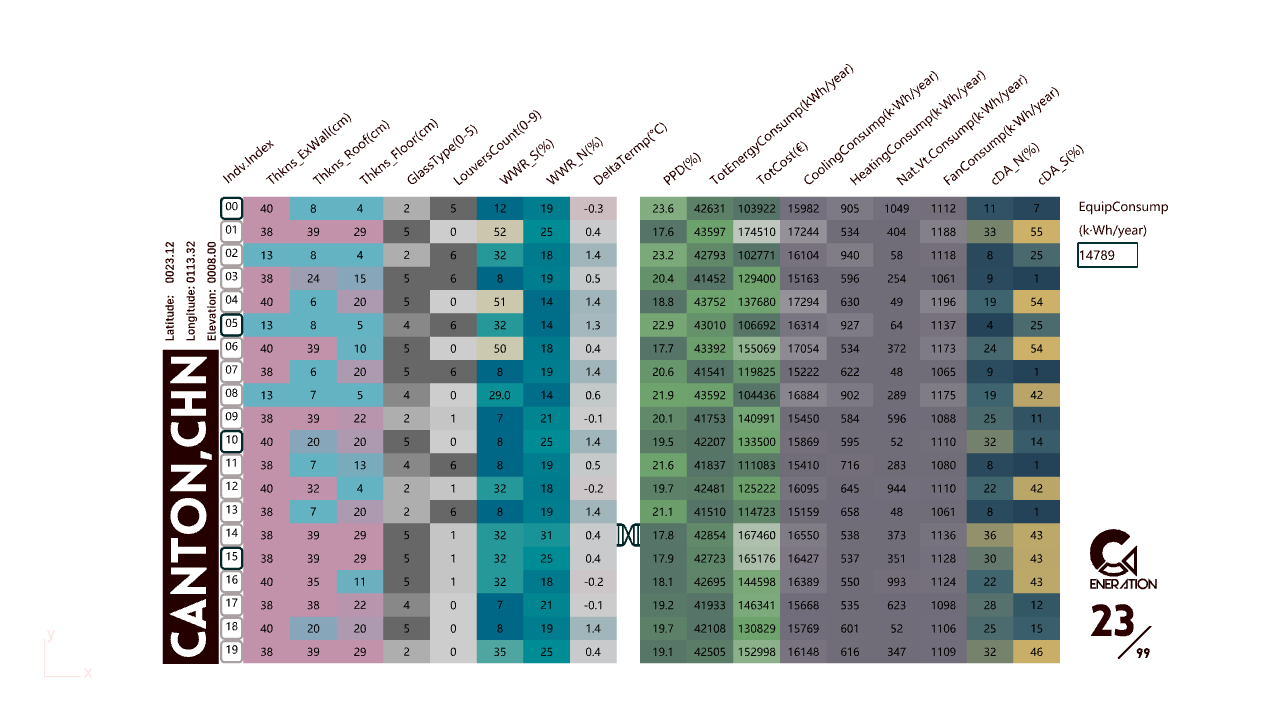 Indv.Index Thkns_ExWall(cm) Thkns_Roof(cm) Thkns_Floor(cm) GlassType(0-5) LouversCount(0-9) WWR_S(%) WWR_N(%) DeltaTermp(°C) PPD(%) TotEnergyConsump(kWh/year) TotCost(€) CoolingConsump(k·Wh/year) HeatingConsump(k·Wh/year) Nat.Vt.Consump(k·Wh/year) FanConsump(k·Wh/year) cDA_N(%) cDA_S(%)
00 40 8 4 2 5 12 19 -0.3 23.6 42631 103922 15982 905 1049 1112 11 7
01 38 39 29 5 0 52 25 0.4 17.6 43597 174510 17244 534 404 1188 33 55
02 13 8 4 2 6 32 18 1.4 23.2 42793 102771 16104 940 58 1118 8 25
03 38 24 15 5 6 8 19 0.5 20.4 41452 129400 15163 596 254 1061 9 1
04 40 6 20 5 0 51 14 1.4 18.8 43752 137680 17294 630 49 1196 19 54
05 13 8 5 4 6 32 14 1.3 22.9 43010 106692 16314 927 64 1137 4 25
06 40 39 10 5 0 50 18 0.4 17.7 43392 155069 17054 534 372 1173 24 54
07 38 6 20 5 6 8 19 1.4 20.6 41541 119825 15222 622 48 1065 9 1
08 13 7 5 4 0 29.0 14 0.6 21.9 43592 104436 16884 902 289 1175 19 42
09 38 39 22 2 1 7 21 -0.1 20.1 41753 140991 15450 584 596 1088 25 11
10 40 20 20 5 0 8 25 1.4 19.5 42207 133500 15869 595 52 1110 32 14
11 38 7 13 4 6 8 19 0.5 21.6 41837 111083 15410 716 283 1080 8 1
12 40 32 4 2 1 32 18 -0.2 19.7 42481 125222 16095 645 944 1110 22 42
13 38 7 20 2 6 8 19 1.4 21.1 41510 114723 15159 658 48 1061 8 1
14 38 39 29 5 1 32 31 0.4 17.8 42854 167460 16550 538 373 1136 36 43
15 38 39 29 5 1 32 25 0.4 17.9 42723 165176 16427 537 351 1128 30 43
16 40 35 11 5 1 32 18 -0.2 18.1 42695 144598 16389 550 993 1124 22 43
17 38 38 22 4 0 7 21 -0.1 19.2 41933 146341 15668 535 623 1098 28 12
18 40 20 20 5 0 8 19 1.4 19.7 42108 130829 15769 601 52 1106 25 15
19 38 39 29 2 0 35 25 0.4 19.1 42505 152998 16148 616 347 1109 32 46
Latitude: 0023.12
Longitude: 0113.32
Elevation: 0008.00
CANTON,CHN
EquipConsump
(k·Wh/year)
14789
GENERATION
23/99
y
x